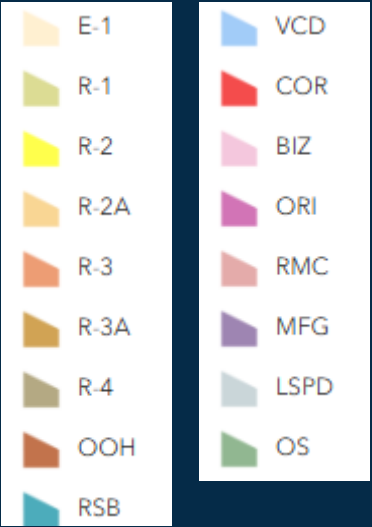 E-1
R-1
R-2
R-2A
R-3
R-3A
R-4
OOH
RSB
VCD
COR
BIZ
ORI
RMC
MFG
LSPD
OS